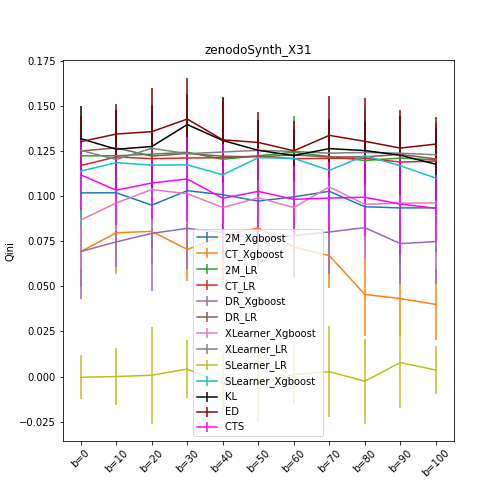 zenodoSynth_X31
Qini
0.175
0.150
0.125
0.100
0.075
0.050
0.025
0.000
−0.025
2M_Xgboost
CT_Xgboost
2M_LR
CT_LR
DR_Xgboost
DR_LR
XLearner_Xgboost
XLearner_LR
SLearner_LR
SLearner_Xgboost
KL
ED
CTS
b=0
b=10
b=20
b=30
b=40
b=50
b=60
b=70
b=80
b=90
b=100